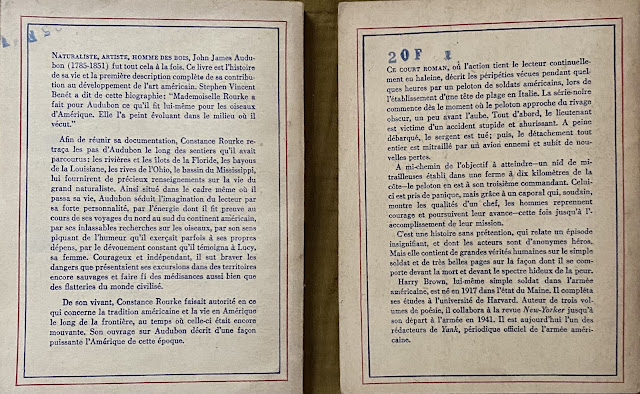 NATURALISTE, ARTISTE, HOMME DES BOIS, John James Audu-
bon (1785-1851) fut tout cela à la fois. Ce livre est l'histoire
de sa vie et la première description complète de sa contribu-
tion au développement de l'art américain. Stephen Vincent
Benét a dit de cette biographie: "Mademoiselle Rourke a
fait pour Audubon ce qu'il fit lui-même pour les oiseaux
d'Amérique. Elle l'a peint évoluant dans le milieu où il
vécut."
Afin de réunir sa documentation, Constance Rourke re-
traça les pas d'Audubon le long des sentiers qu'il avait
parcourus: les rivières et les îlots de la Floride, les bayous
de la Louisiane, les rives de l'Ohio, le bassin du Mississippi,
lui fournirent de précieux renseignements sur la vie du
grand naturaliste. Ainsi situé dans le cadre même où il
passa sa vie, Audubon séduit l'imagination du lecteur par
sa forte personnalité, par l'énergie dont il fit preuve au
cours de ses voyages du nord au sud du continent américain,
par ses inlassables recherches sur les oiseaux, par son sens
piquant de l'humeur qu'il exerçait parfois à ses propres
dépens, par le dévouement constant qu'il témoigna à Lucy,
sa femme. Courageux et indépendant, il sut braver les
dangers que présentaient ses excursions dans des territoires
encore sauvages et faire fi des médisances aussi bien que
des flatteries du monde civilisé.
De son vivant, Constance Rourke faisait autorité en ce
qui concerne la tradition américaine et la vie en Amérique
le long de la frontière, au temps où celle-ci était encore
mouvante. Son ouvrage sur Audubon décrit d'une façon
puissante l'Amérique de cette époque.
20F
CE COURT ROMAN, où l'action tient le lecteur continuelle-
ment en haleine, décrit les péripéties vécues pendant quel-
ques heures par un peloton de soldats américains, lors de
l'établissement d'une tête de plage en Italie. La série-noire
commence dès le moment où le peloton approche du rivage
obscur, un peu avant l'aube. Tout d'abord, le lieutenant
est victime d'un accident stupide et ahurissant. A peine
débarqué, le sergent est tué; puis, le détachement tout
entier est mitraillé par un avion ennemi et subit de nou-
velles pertes.
A mi-chemin de l'objectif à atteindre—un nid de mi-
trailleuses établi dans une ferme à dix kilomètres de la
côte—le peloton en est à son troisième commandant. Celui-
ci est pris de panique, mais grâce à un caporal qui, soudain,
montre les qualités d'un chef, les hommes reprennent
courage et poursuivent leur avance—cette fois jusqu'à l'ac-
complissement de leur mission.
C'est une histoire sans prétention, qui relate un épisode
insignifiant, et dont les acteurs sont d'anonymes héros.
Mais elle contient de grandes vérités humaines sur le simple
soldat et de très belles pages sur la façon dont il se com-
porte devant la mort et devant le spectre hideux de la peur.
Harry Brown, lui-même simple soldat dans l'armée
américaine, est né en 1917 dans l'état du Maine. Il compléta
ses études à l'université de Harvard. Auteur de trois volu-
mes de poésie, il collabora à la revue New-Yorker jusqu'à
son départ à l'armée en 1941. Il est aujourd'hui l'un des
rédacteurs de Yank, périodique officiel de l'armée améri-
caine.